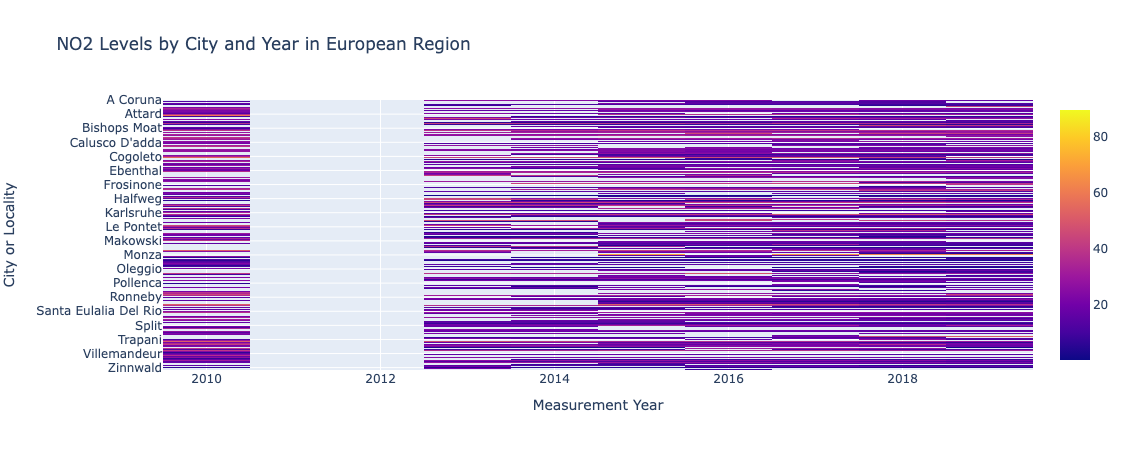 NO2 Levels by City and Year in European Region
A Coruna
Attard
Bishops Moat
Calusco D'adda
Cogoleto
Ebenthal
Frosinone
Halfweg
Karlsruhe
Le Pontet
Makowski
Monza
Oleggio
Pollenca
Ronneby
Santa Eulalia Del Rio
Split
Trapani
Villemandeur
Zinnwald
City or Locality
2010
2012
2014
2016
2018
Measurement Year
80
60
40
20